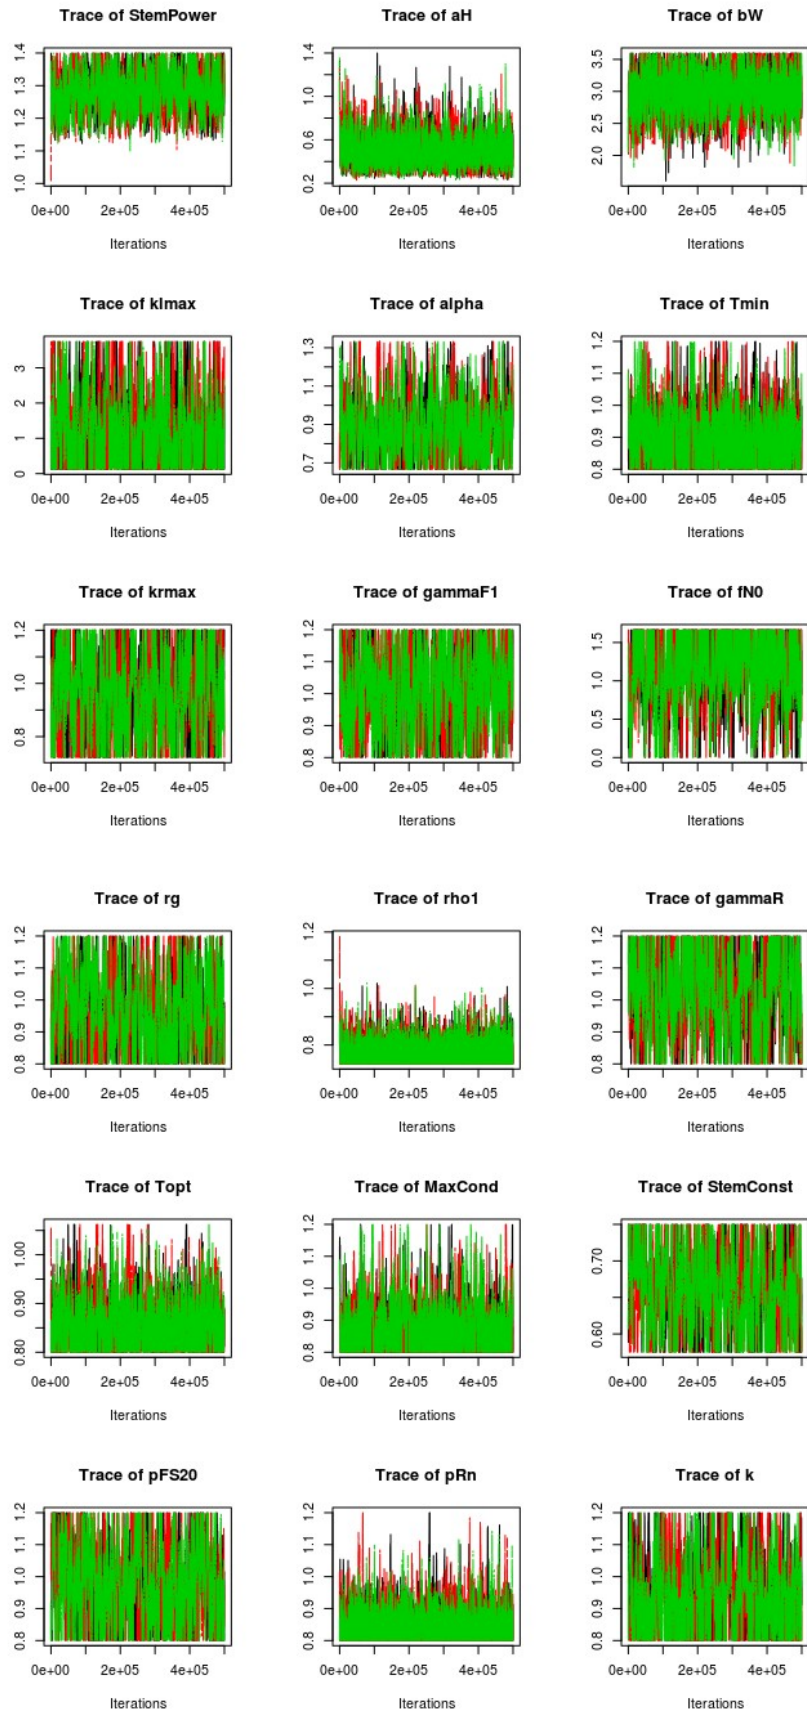 Trace of StemPower
1.0 1.1 1.2 1.3 1.4
0e+00 2e+05 4e+05
Iterations
Trace of aH
0.2 0.6 1.0 1.4
0e+00 2e+05 4e+05
Iterations
Trace of bW
2.0 2.5 3.0 3.5
0e+00 2e+05 4e+05
Iterations
Trace of klmax
0 1 2 3
0e+00 2e+05 4e+05
Iterations
Trace of alpha
0.7 0.9 1.1 1.3
0e+00 2e+05 4e+05
Iterations
Trace of Tmin
0.8 0.9 1.0 1.1 1.2
0e+00 2e+05 4e+05
Iterations
Trace of krmax
0.8 1.0 1.2
0e+00 2e+05 4e+05
Iterations
Trace of gammaF1
0.8 0.9 1.0 1.1 1.2
0e+00 2e+05 4e+05
Iterations
Trace of fN0
0.0 0.5 1.0 1.5
0e+00 2e+05 4e+05
Iterations
Trace of rg
0.8 0.9 1.0 1.1 1.2
0e+00 2e+05 4e+05
Iterations
Trace of rho1
0.8 1.0 1.2
0e+00 2e+05 4e+05
Iterations
Trace of gammaR
0.8 0.9 1.0 1.1 1.2
0e+00 2e+05 4e+05
Iterations
Trace of Topt
0.80 0.90 1.00
0e+00 2e+05 4e+05
Iterations
Trace of MaxCond
0.8 0.9 1.0 1.1 1.2
0e+00 2e+05 4e+05
Iterations
Trace of StemConst
0.60 0.70
0e+00 2e+05 4e+05
Iterations
Trace of pFS20
0.8 0.9 1.0 1.1 1.2
0e+00 2e+05 4e+05
Iterations
Trace of pRn
0.8 0.9 1.0 1.1 1.2
0e+00 2e+05 4e+05
Iterations
Trace of k
0.8 0.9 1.0 1.1 1.2
0e+00 2e+05 4e+05
Iterations